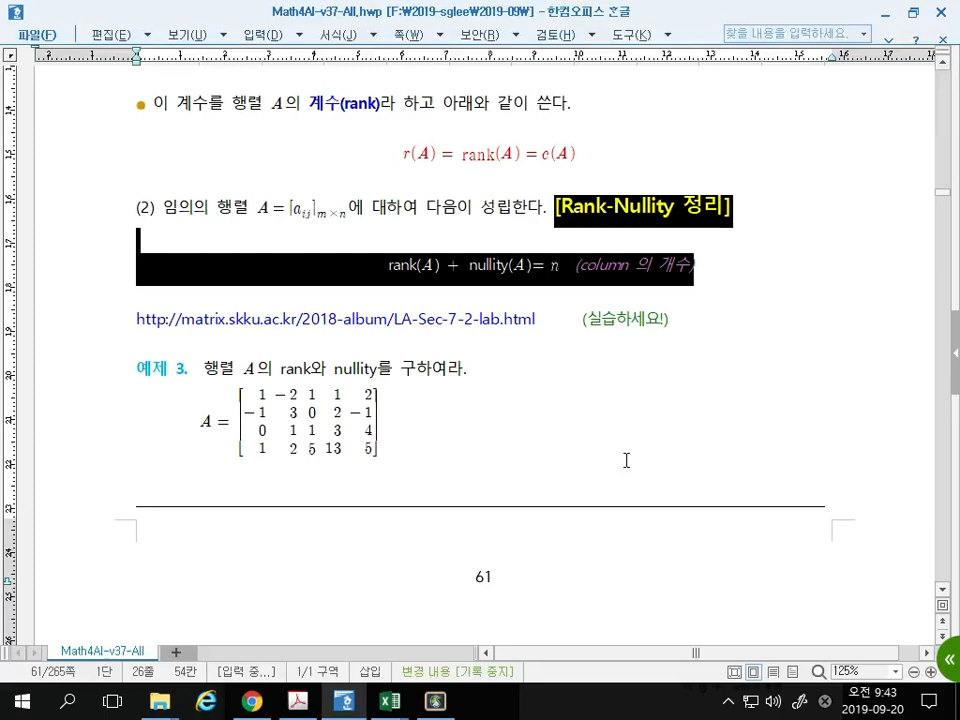 Math4AI-v37-All.hwp [F:₩2019-sglee₩2019-09₩] - 한컴오피스 한글
파일(F) 편집(E) 보기(U) 입력(D) 서식(J) 쪽(W) 보안(R) 검토(H) 도구(K) 찾을 내용을 입력하세요.
이 계수를 행렬 A의 계수(rank)라 하고 아래와 같이 쓴다.
r(A) = rank(A) = c(A)
(2) 임의의 행렬 A = [a_ij]_m×n에 대하여 다음이 성립한다. [Rank-Nullity 정리]
rank(A) + nullity(A)= n (column 의 개수)
http://matrix.skku.ac.kr/2018-album/LA-Sec-7-2-lab.html (실습하세요!)
예제 3. 행렬 A의 rank와 nullity를 구하여라.
A =
1 −2 1 1 2
−1 3 0 2 −1
0 1 1 3 4
1 2 5 13 5
61
Math4AI-v37-All
61/265쪽 1단 26줄 54칸 [입력 중...] 1/1 구역 삽입 변경 내용 [기록 중지] 125%
오전 9:43
2019-09-20